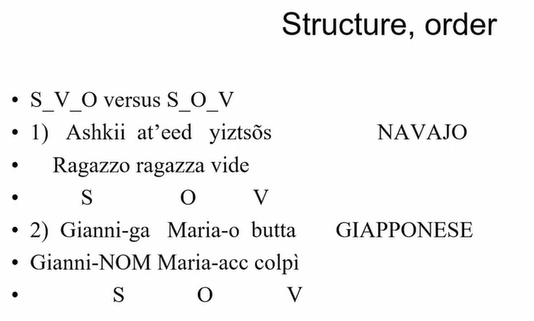 Structure, order
• S_V_O versus S_O_V
• 1) Ashkii at’eed yiztsõs NAVAJO
• Ragazzo ragazza vide
• S O V
• 2) Gianni-ga Maria-o butta GIAPPONESE
• Gianni-NOM Maria-acc colpì
• S O V